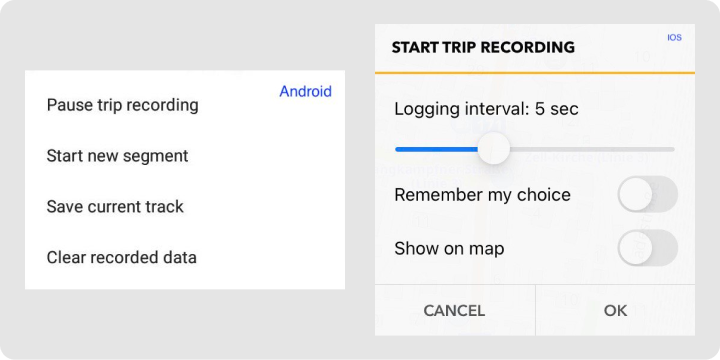 Android
Pause trip recording
Start new segment
Save current track
Clear recorded data
IOS
START TRIP RECORDING
Logging interval: 5 sec
Remember my choice
Show on map
CANCEL
OK